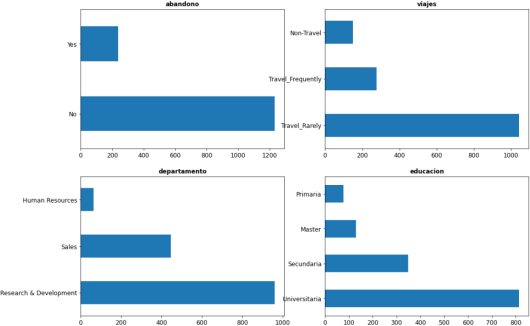 abandono
Yes
No
0 200 400 600 800 1000 1200
viajes
Non-Travel
Travel_Frequently
Travel_Rarely
0 200 400 600 800 1000
departamento
Human Resources
Sales
Research & Development
0 200 400 600 800 1000
educacion
Primaria
Master
Secundaria
Universitaria
0 100 200 300 400 500 600 700 800